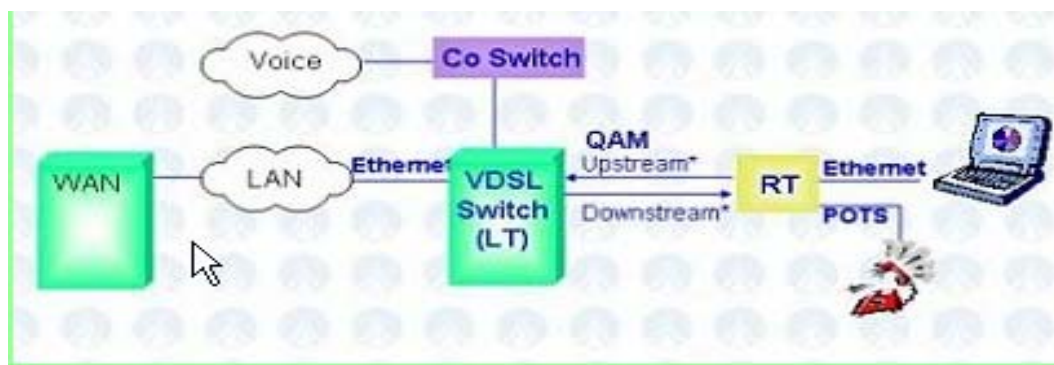 Voice
Co Switch
WAN
LAN
Ethernet
VDSL
Switch
(LT)
QAM
Upstream*
Downstream*
RT
Ethernet
POTS